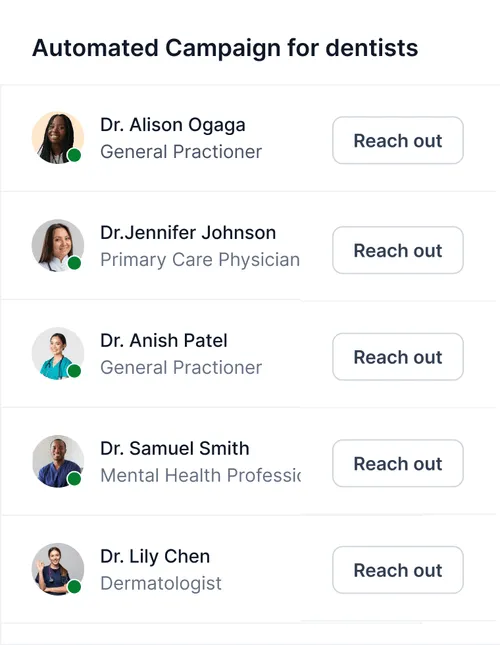 Automated Campaign for dentists
Dr. Alison Ogaga
General Practioner
Reach out
Dr.Jennifer Johnson
Primary Care Physician
Reach out
Dr. Anish Patel
General Practioner
Reach out
Dr. Samuel Smith
Mental Health Professic
Reach out
Dr. Lily Chen
Dermatologist
Reach out